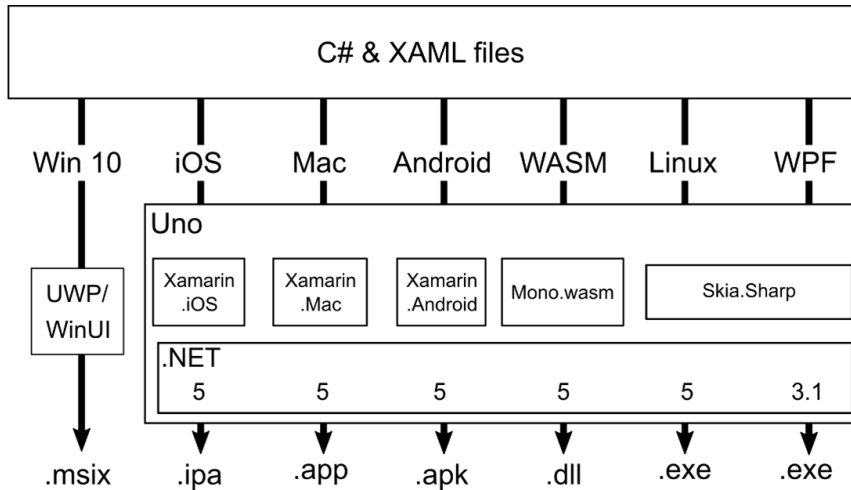 C# & XAML files
Win 10 iOS Mac Android WASM Linux WPF
Uno
UWP/
WinUI
Xamarin
.iOS
Xamarin
.Mac
Xamarin
.Android
Mono.wasm
Skia.Sharp
.NET
5 5 5 5 5 3.1
.msix .ipa .app .apk .dll .exe .exe